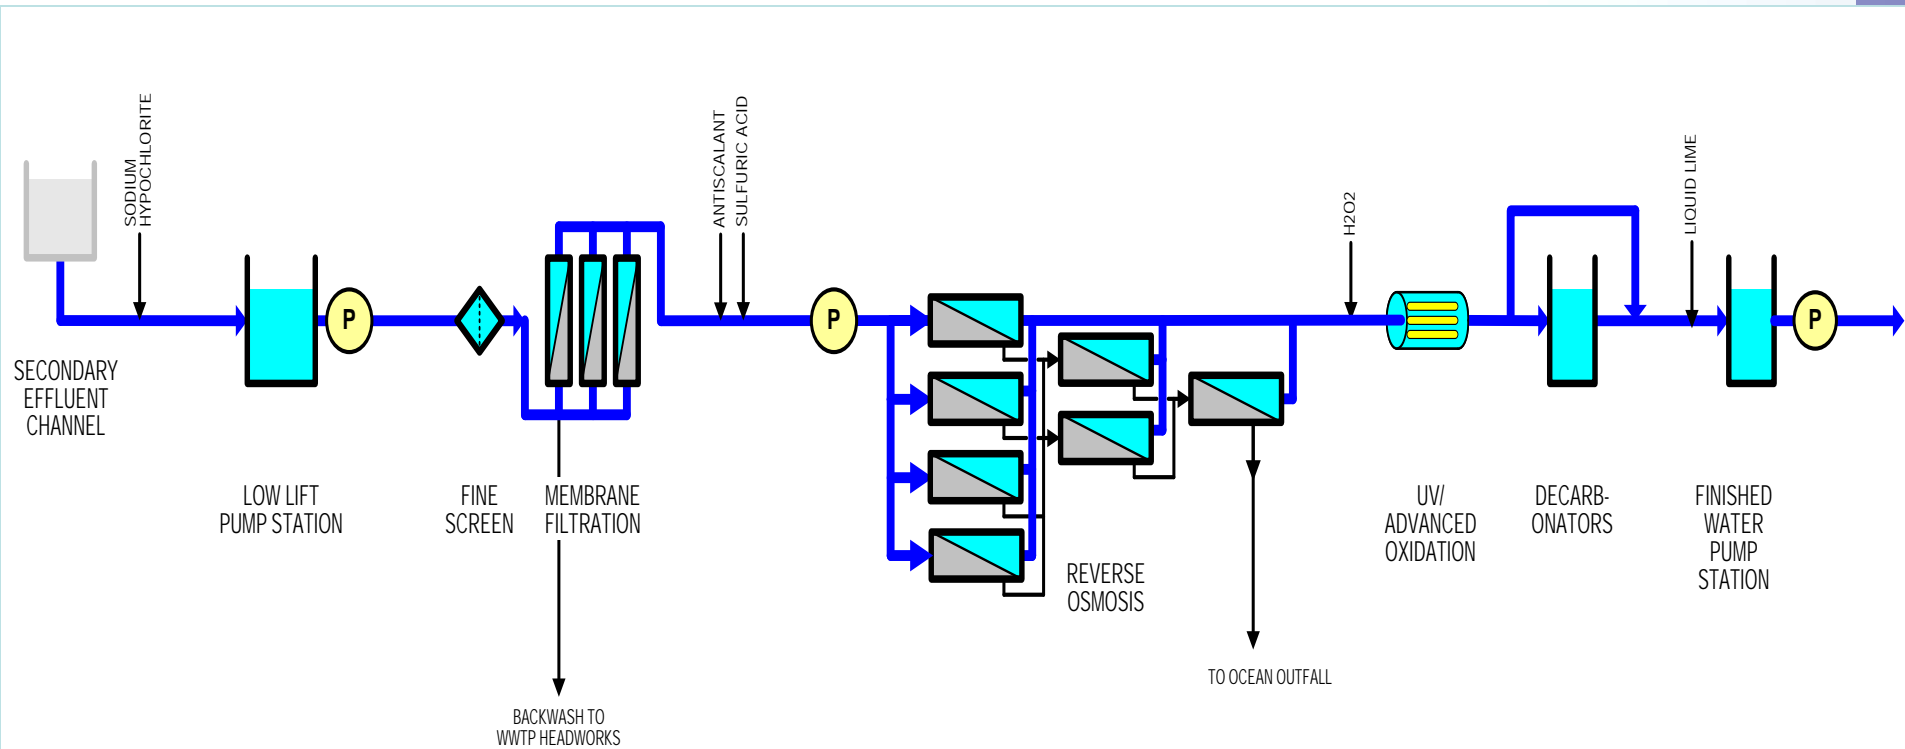 SODIUM
HYPOCHLORITE
ANTISCALANT
SULFURIC ACID
H2O2
LIQUID LIME
P
P
P
SECONDARY
EFFLUENT
CHANNEL
LOW LIFT
PUMP STATION
FINE
SCREEN
MEMBRANE
FILTRATION
REVERSE
OSMOSIS
UV/
ADVANCED
OXIDATION
DECARB-
ONATORS
FINISHED
WATER
PUMP
STATION
TO OCEAN OUTFALL
BACKWASH TO
WWTP HEADWORKS